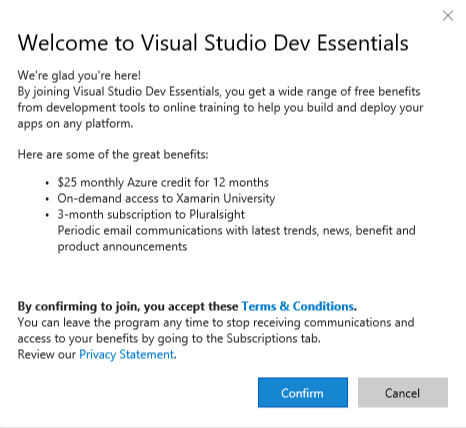 Welcome to Visual Studio Dev Essentials
We're glad you're here!
By joining Visual Studio Dev Essentials, you get a wide range of free benefits
from development tools to online training to help you build and deploy your
apps on any platform.
Here are some of the great benefits:
• $25 monthly Azure credit for 12 months
• On-demand access to Xamarin University
• 3-month subscription to Pluralsight
Periodic email communications with latest trends, news, benefit and
product announcements
By confirming to join, you accept these Terms & Conditions.
You can leave the program any time to stop receiving communications and
access to your benefits by going to the Subscriptions tab.
Review our Privacy Statement.
Confirm
Cancel